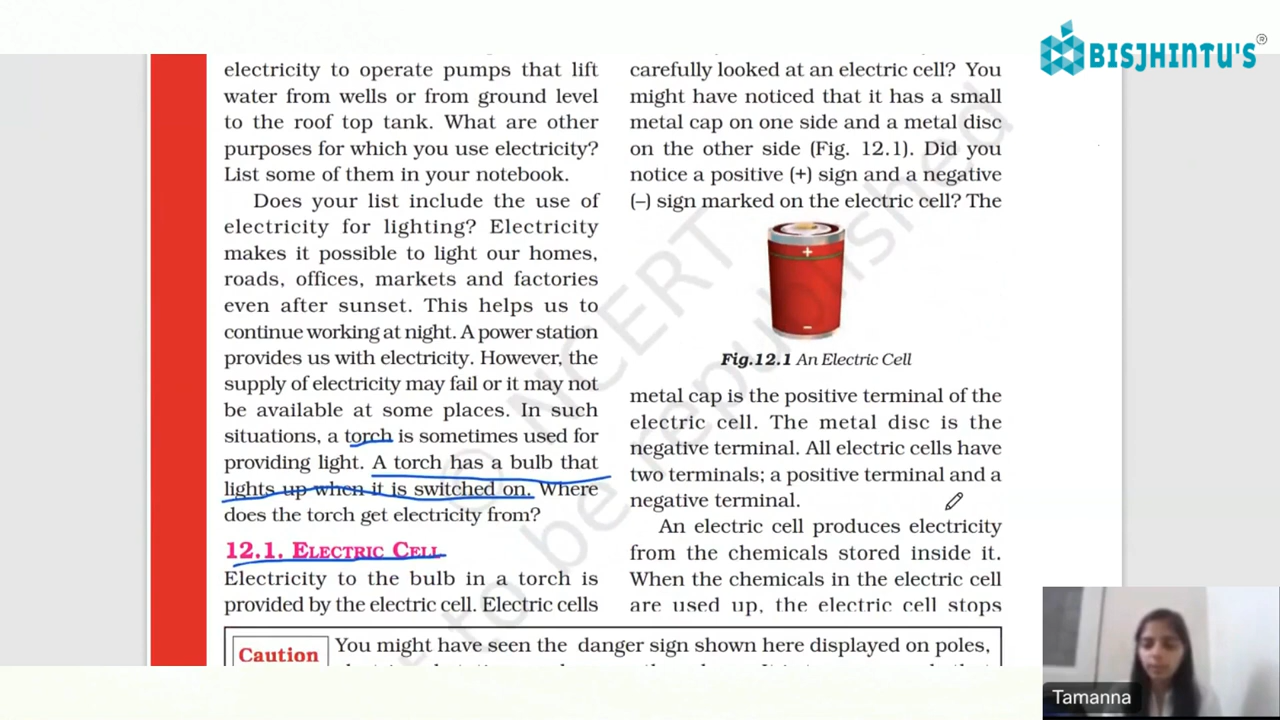 BISJHINTU'S®
electricity to operate pumps that lift
water from wells or from ground level
to the roof top tank. What are other
purposes for which you use electricity?
List some of them in your notebook.
Does your list include the use of
electricity for lighting? Electricity
makes it possible to light our homes,
roads, offices, markets and factories
even after sunset. This helps us to
continue working at night. A power station
provides us with electricity. However, the
supply of electricity may fail or it may not
be available at some places. In such
situations, a torch is sometimes used for
providing light. A torch has a bulb that
lights up when it is switched on. Where
does the torch get electricity from?
12.1. ELECTRIC CELL
Electricity to the bulb in a torch is
provided by the electric cell. Electric cells
carefully looked at an electric cell? You
might have noticed that it has a small
metal cap on one side and a metal disc
on the other side (Fig. 12.1). Did you
notice a positive (+) sign and a negative
(–) sign marked on the electric cell? The
+
–
Fig.12.1 An Electric Cell
metal cap is the positive terminal of the
electric cell. The metal disc is the
negative terminal. All electric cells have
two terminals; a positive terminal and a
negative terminal.
An electric cell produces electricity
from the chemicals stored inside it.
When the chemicals in the electric cell
are used up, the electric cell stops
Caution
You might have seen the danger sign shown here displayed on poles,
© NCERT
to be republished
Tamanna